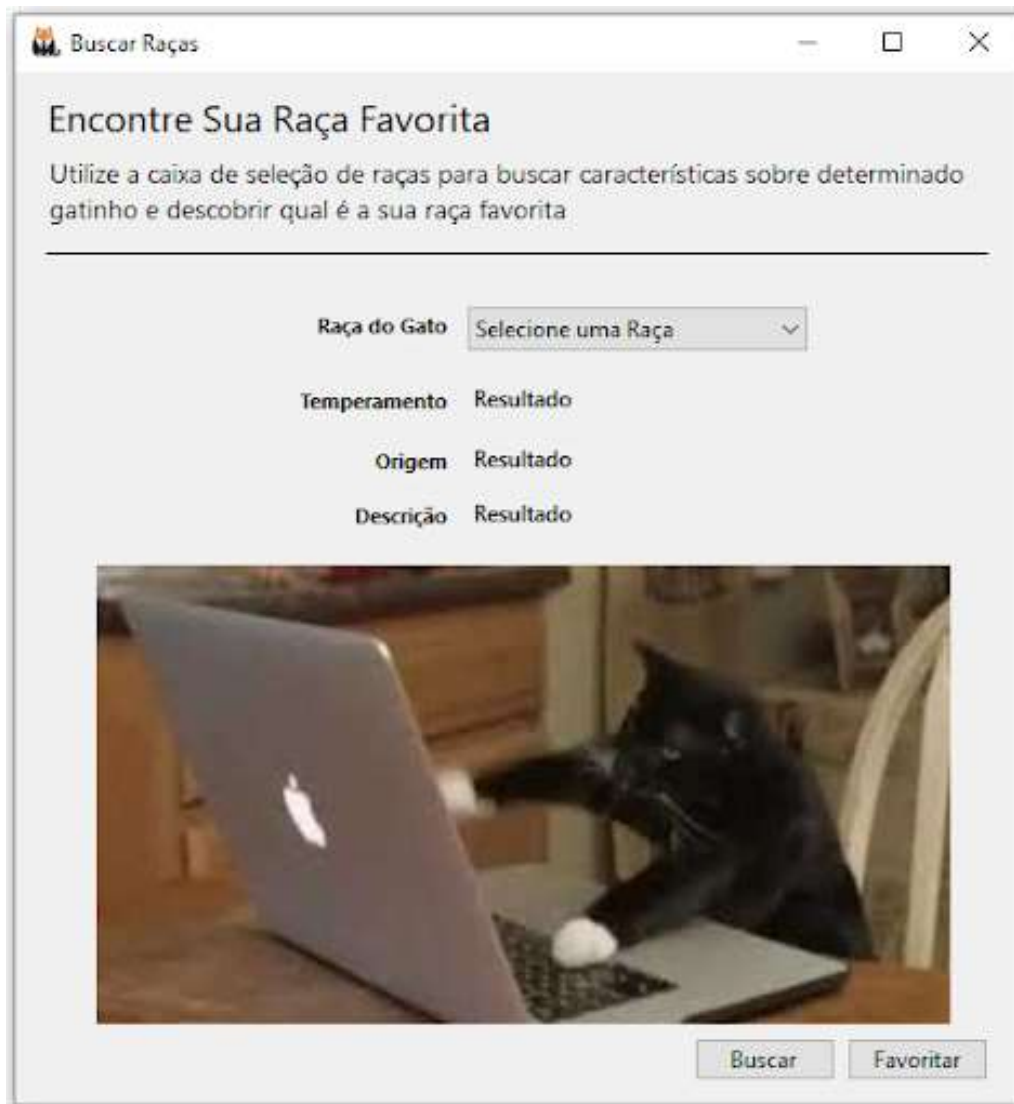 Buscar Raças
Encontre Sua Raça Favorita
Utilize a caixa de seleção de raças para buscar características sobre determinado
gatinho e descobrir qual é a sua raça favorita
Raça do Gato Selecione uma Raça
Temperamento Resultado
Origem Resultado
Descrição Resultado
Buscar Favoritar